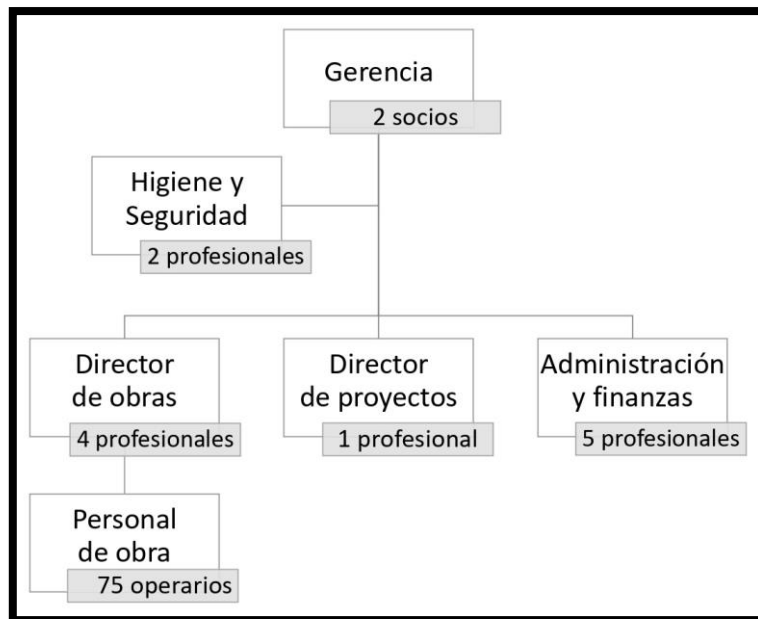 Gerencia
2 socios
Higiene y
Seguridad
2 profesionales
Director
de obras
4 profesionales
Director
de proyectos
1 profesional
Administración
y finanzas
5 profesionales
Personal
de obra
75 operarios